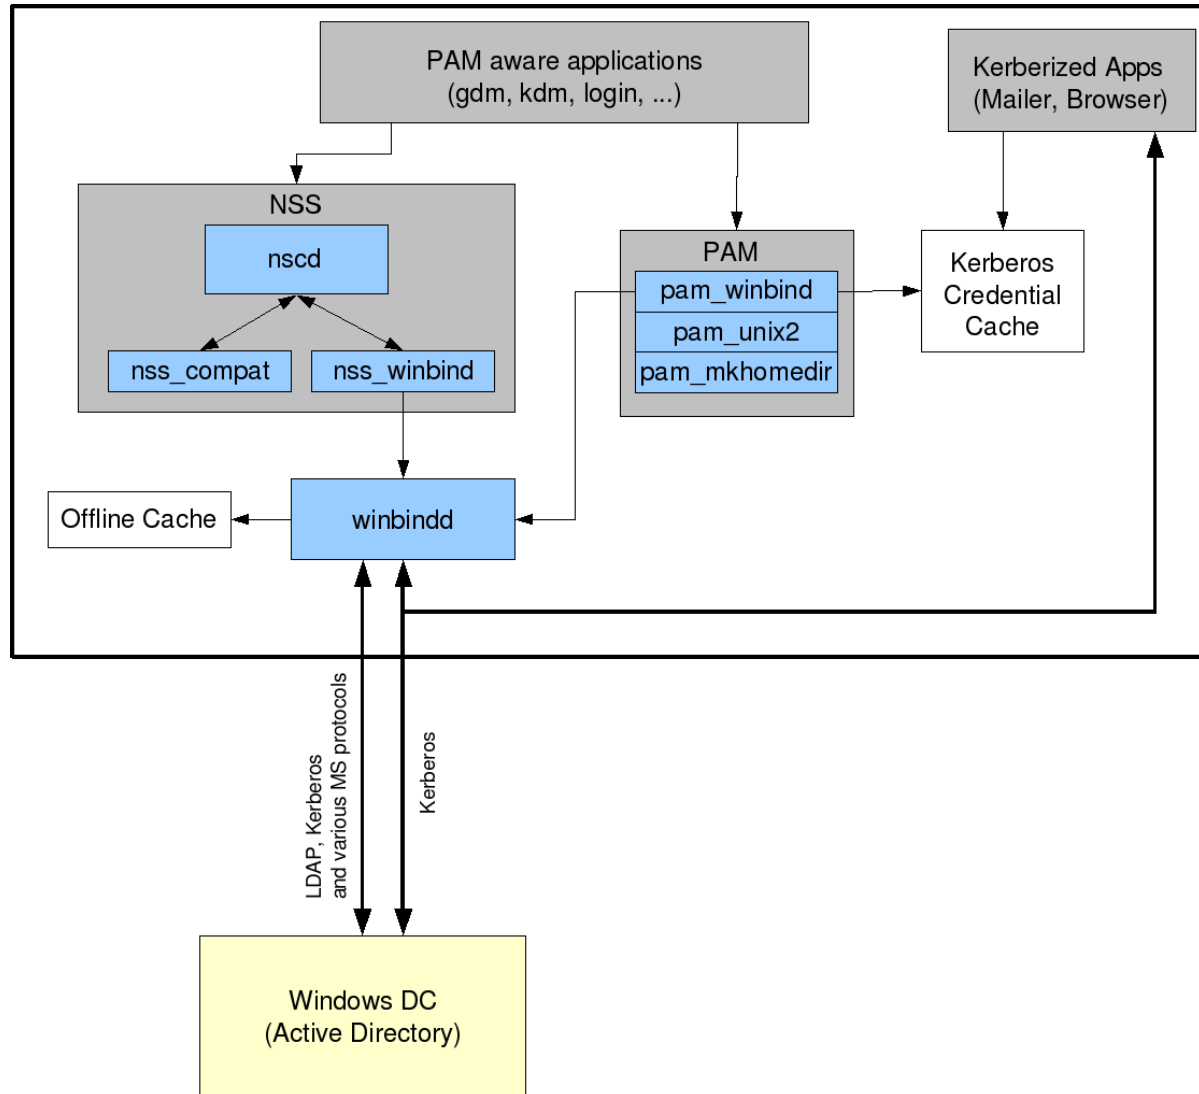 PAM aware applications
(gdm, kdm, login, ...)
Kerberized Apps
(Mailer, Browser)
NSS
nscd
nss_compat
nss_winbind
PAM
pam_winbind
pam_unix2
pam_mkhomedir
Kerberos
Credential
Cache
Offline Cache
winbindd
LDAP, Kerberos
and various MS protocols
Kerberos
Windows DC
(Active Directory)